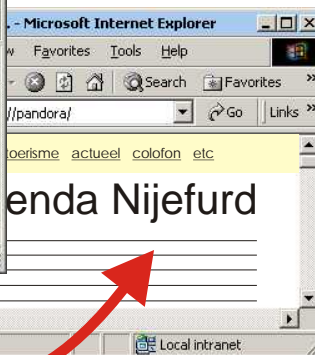 . - Microsoft Internet Explorer
w Favorites Tools Help
Search Favorites »
//pandora/ Go Links »
toerisme actueel colofon etc
enda Nijefurd
Local intranet